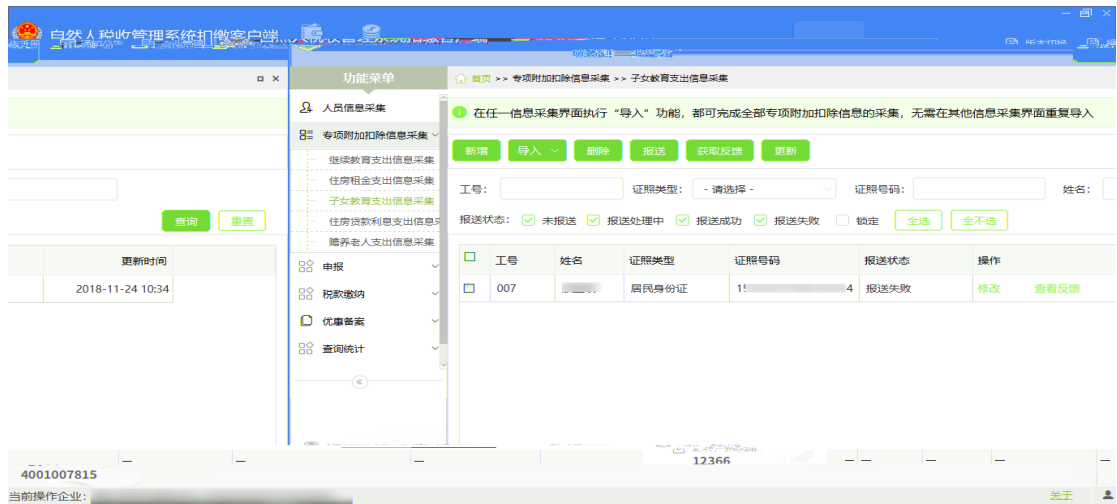 自然人税收管理系统扣缴客户端
版本切换
功能菜单
首页 >> 专项附加扣除信息采集 >> 子女教育支出信息采集
人员信息采集
在任一信息采集界面执行“导入”功能，都可完成全部专项附加扣除信息的采集，无需在其他信息采集界面重复导入
专项附加扣除信息采集
新增 导入 删除 报送 获取反馈 更新
继续教育支出信息采集
住房租金支出信息采集
工号： 证照类型： - 请选择 - 证照号码： 姓名：
子女教育支出信息采集
查询 重置
住房贷款利息支出信息采
报送状态： 未报送 报送处理中 报送成功 报送失败 锁定 全选 全不选
赡养老人支出信息采集
更新时间
工号 姓名 证照类型 证照号码 报送状态 操作
申报
2018-11-24 10:34
007 居民身份证 15 4 报送失败 修改 查看反馈
税款缴纳
优惠备案
查询统计
12366
4001007815
当前操作企业：
关于